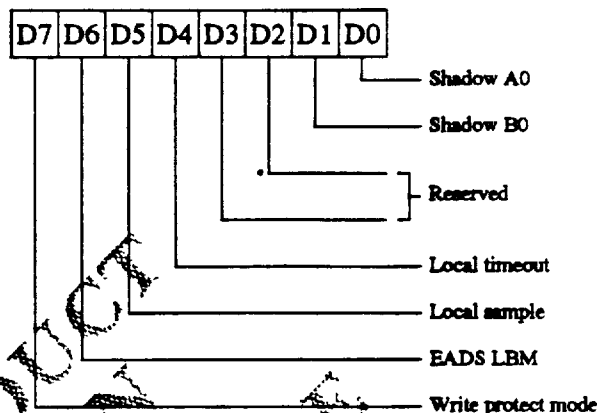 D7 D6 D5 D4 D3 D2 D1 D0
Shadow A0
Shadow B0
Reserved
Local timeout
Local sample
EADS LBM
Write protect mode